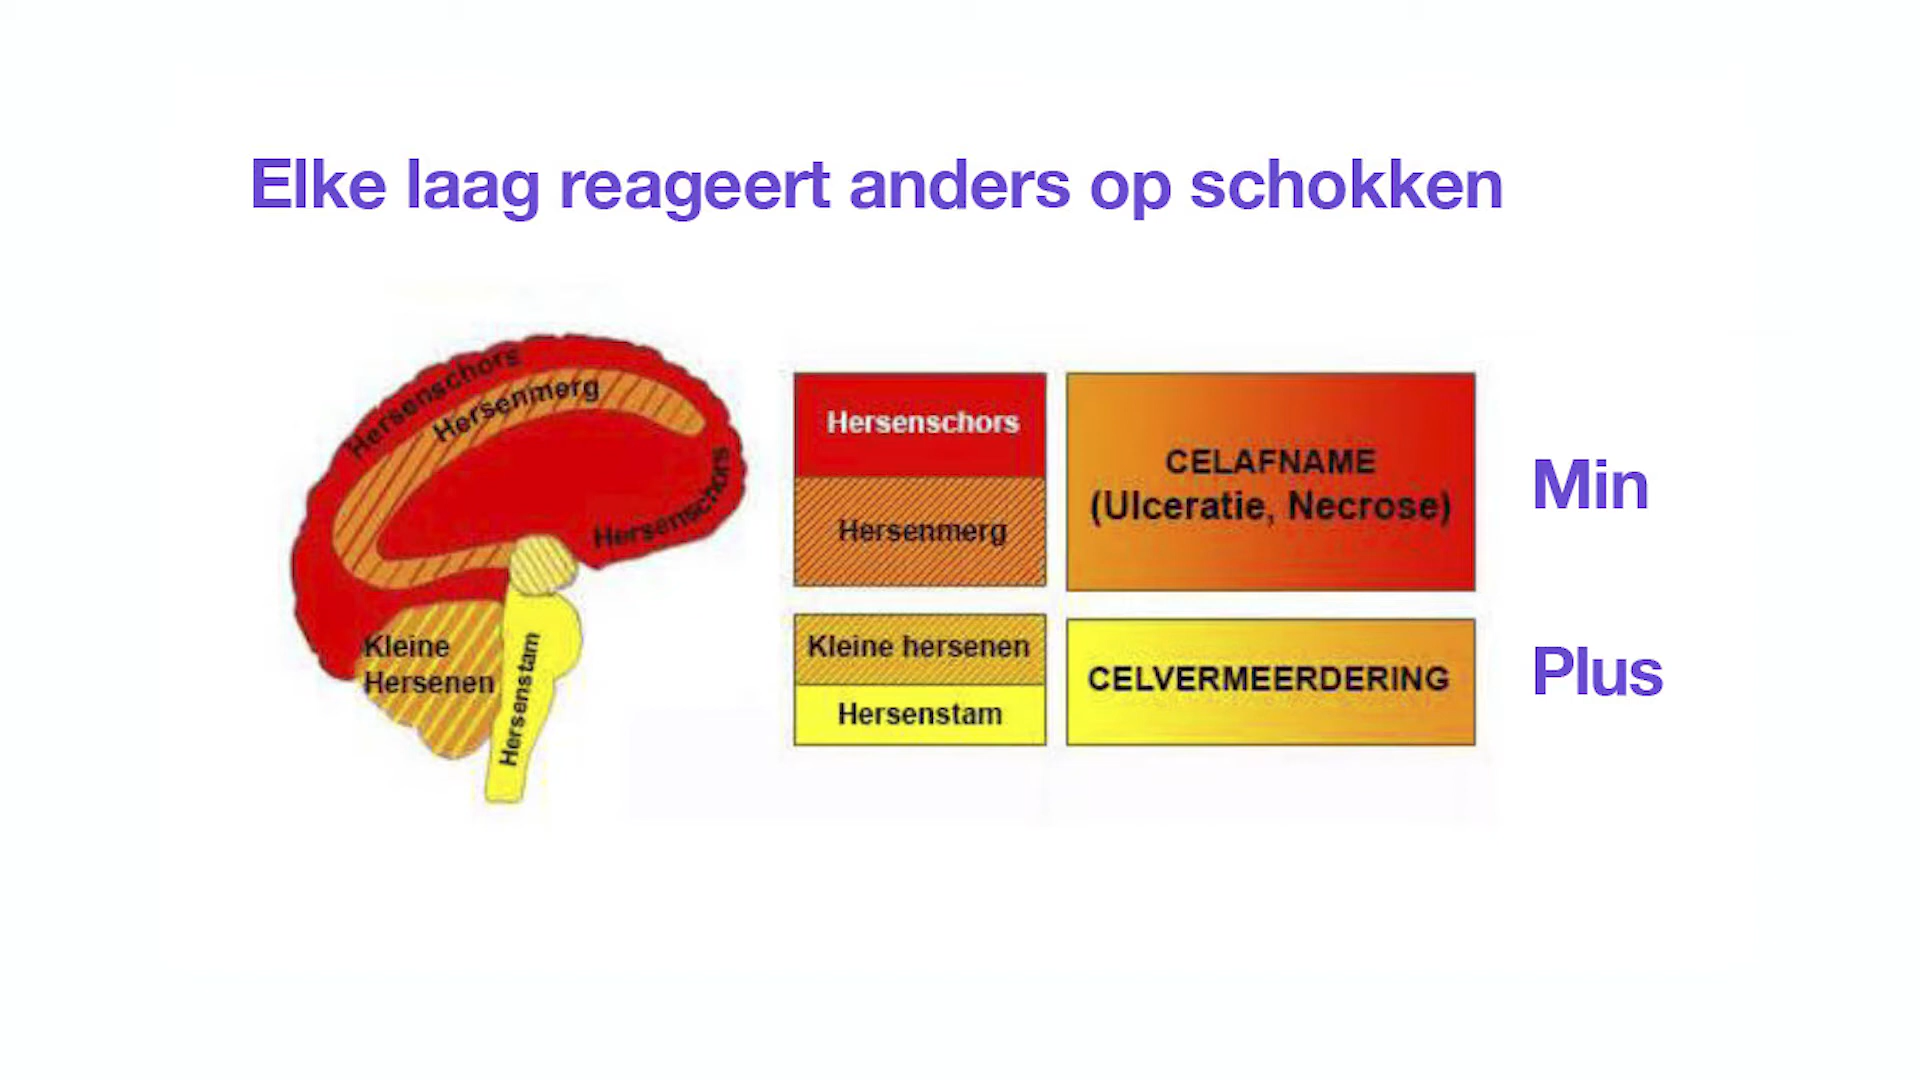 Elke laag reageert anders op schokken
Hersenschors
Hersenmerg
Hersenschors
Kleine
Hersenen
Hersenstam
Hersenschors
Hersenmerg
CELAFNAME
(Ulceratie, Necrose)
Min
Kleine hersenen
Hersenstam
CELVERMEERDERING
Plus